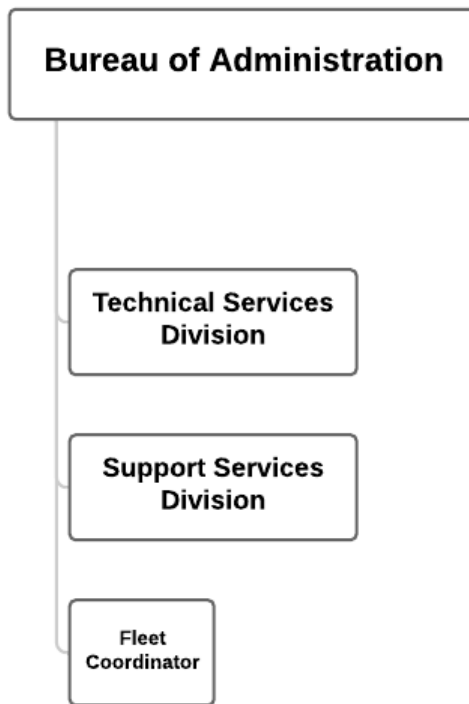 Bureau of Administration
Technical Services
Division
Support Services
Division
Fleet
Coordinator